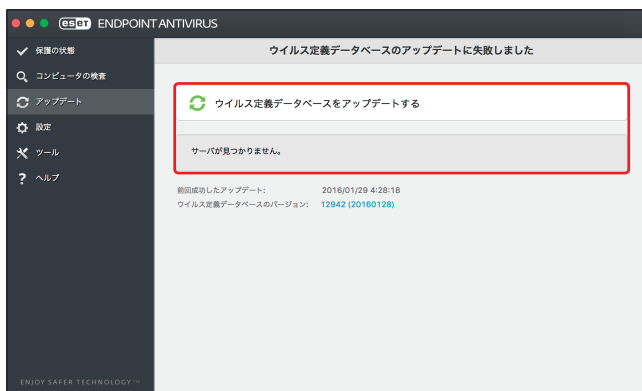 eseT ENDPOINT ANTIVIRUS
保護の状態
コンピュータの検査
アップデート
設定
ツール
ヘルプ
ENJOY SAFER TECHNOLOGY™
ウイルス定義データベースのアップデートに失敗しました
ウイルス定義データベースをアップデートする
サーバが見つかりません。
前回成功したアップデート: 2016/01/29 4:28:18
ウイルス定義データベースのバージョン: 12942 (20160128)